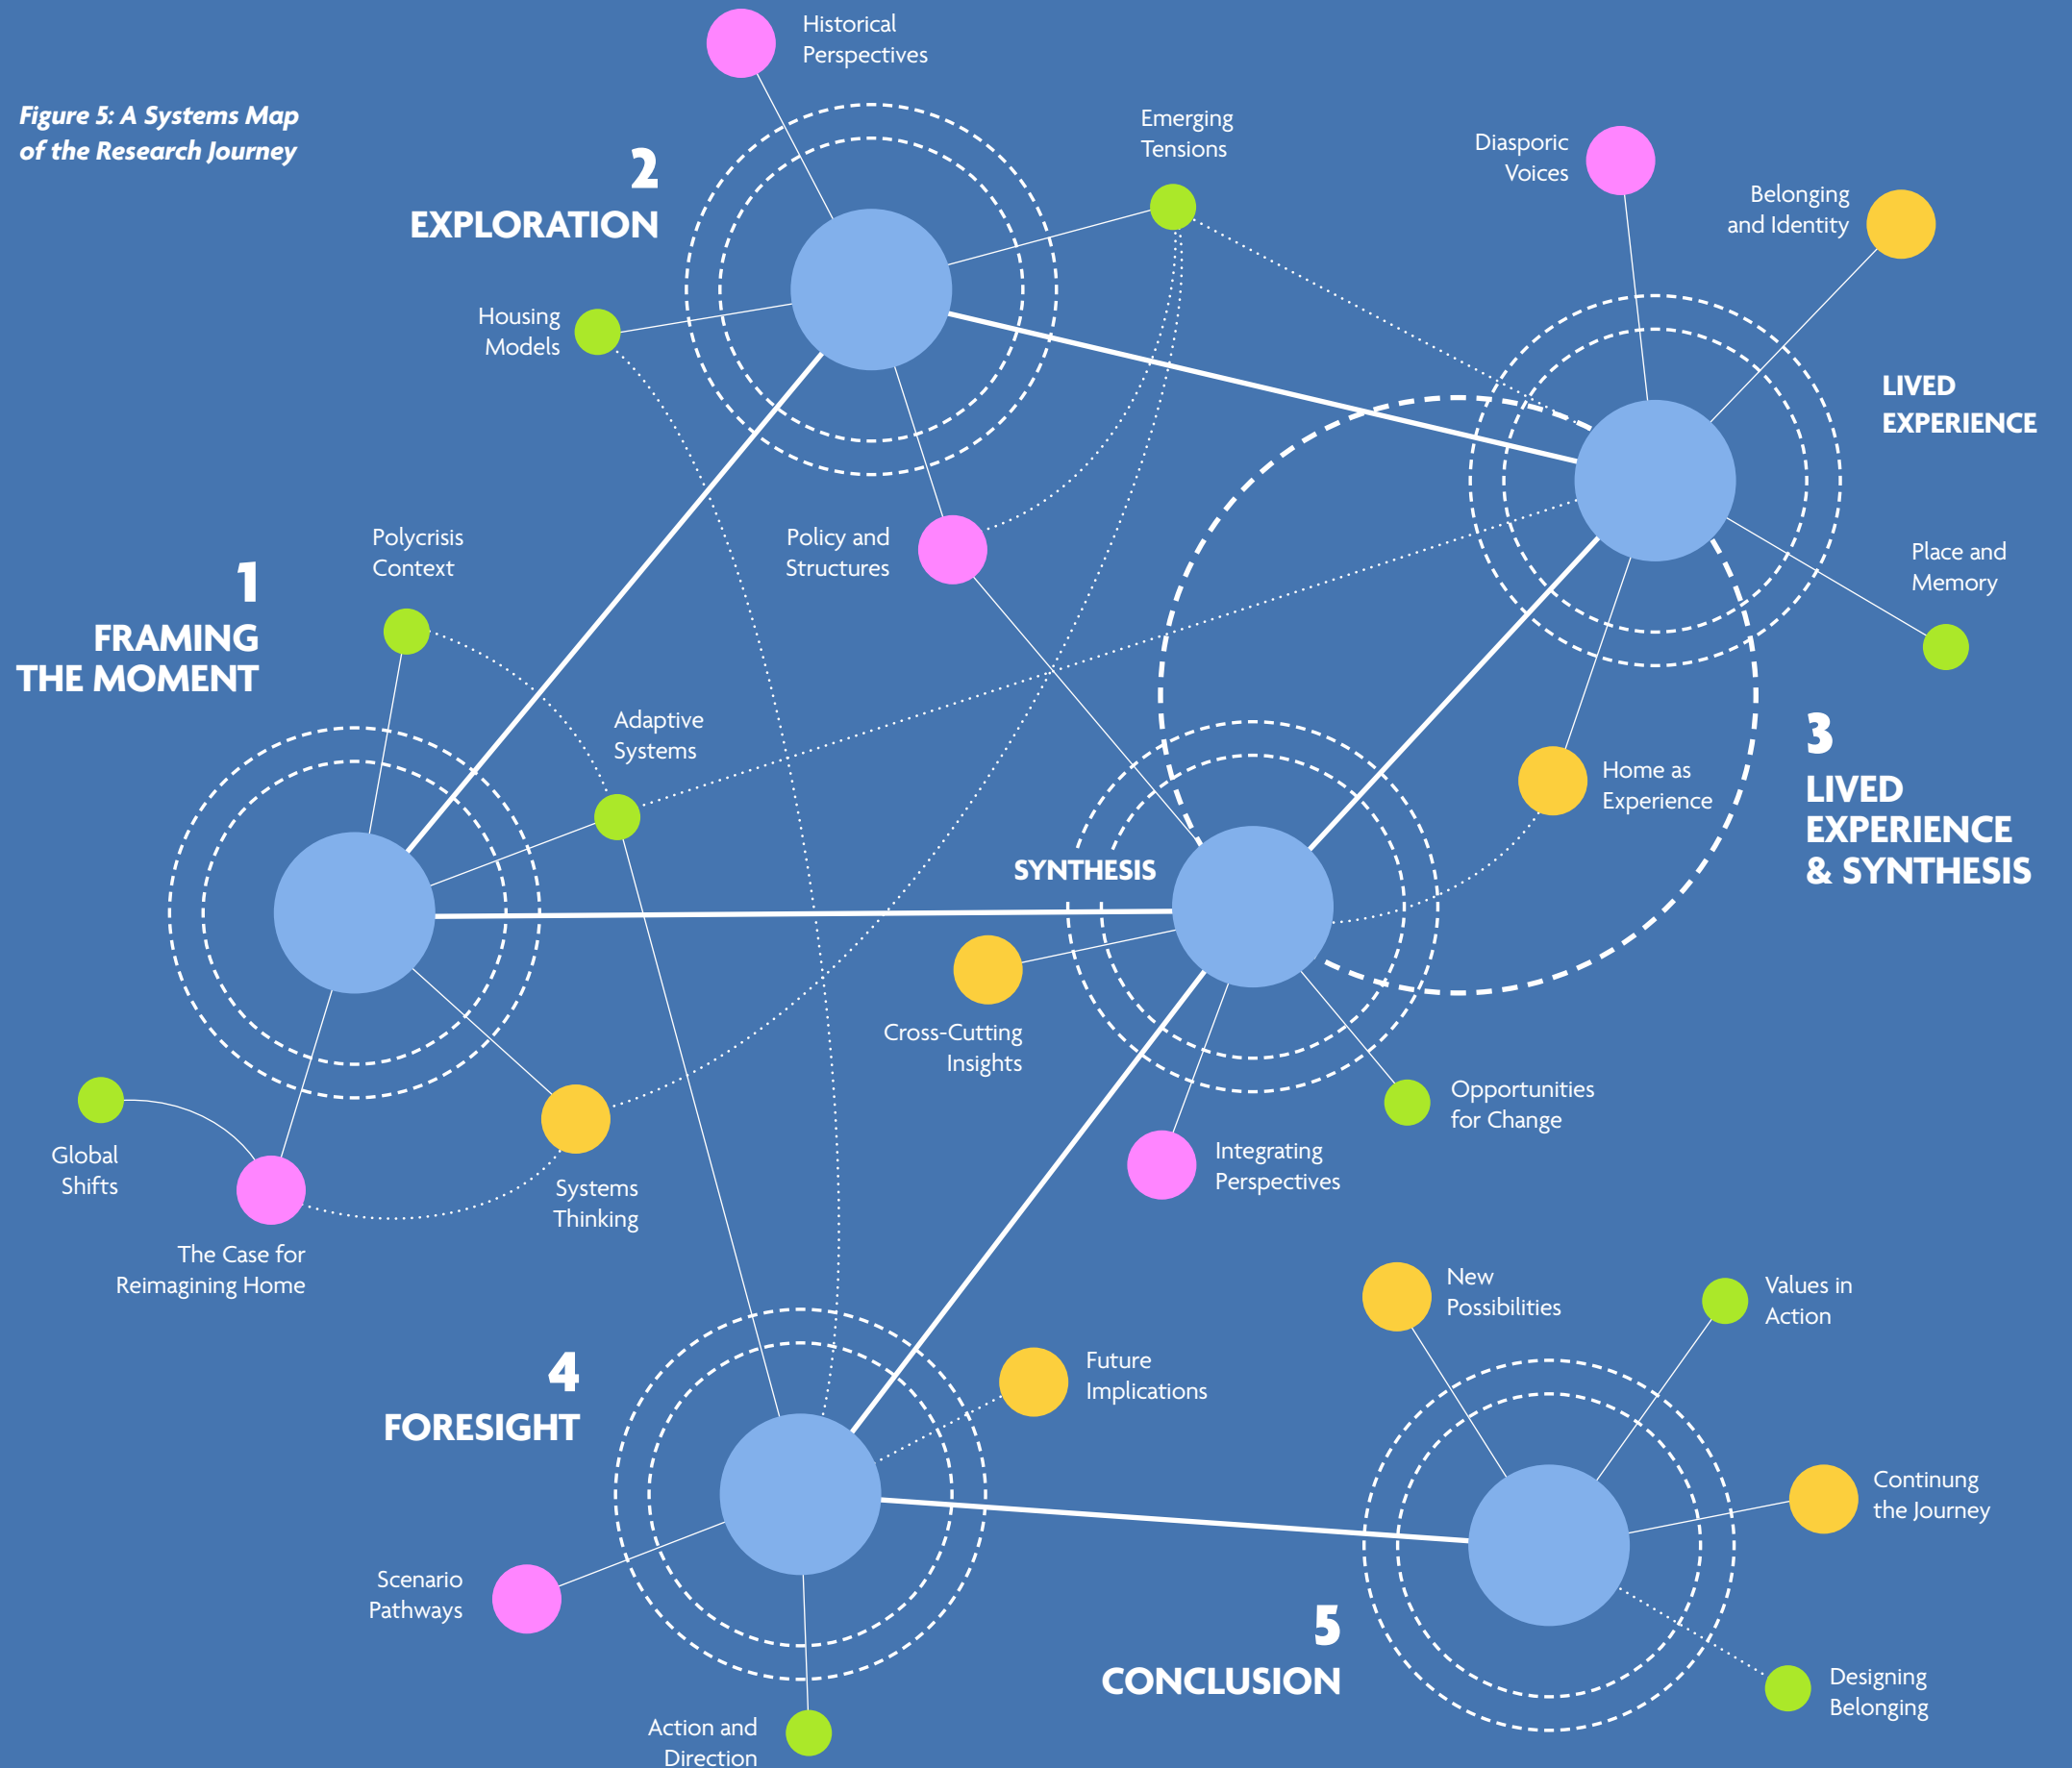 Figure 5: A Systems Map
of the Research Journey
Historical
Perspectives
2
EXPLORATION
Emerging
Tensions
Housing
Models
Policy and
Structures
Diasporic
Voices
Belonging
and Identity
LIVED
EXPERIENCE
Place and
Memory
Home as
Experience
3
LIVED
EXPERIENCE
& SYNTHESIS
1
FRAMING
THE MOMENT
Polycrisis
Context
Adaptive
Systems
Global
Shifts
The Case for
Reimagining Home
Systems
Thinking
SYNTHESIS
Cross-Cutting
Insights
Integrating
Perspectives
Opportunities
for Change
4
FORESIGHT
Future
Implications
Scenario
Pathways
Action and
Direction
5
CONCLUSION
New
Possibilities
Values in
Action
Continung
the Journey
Designing
Belonging